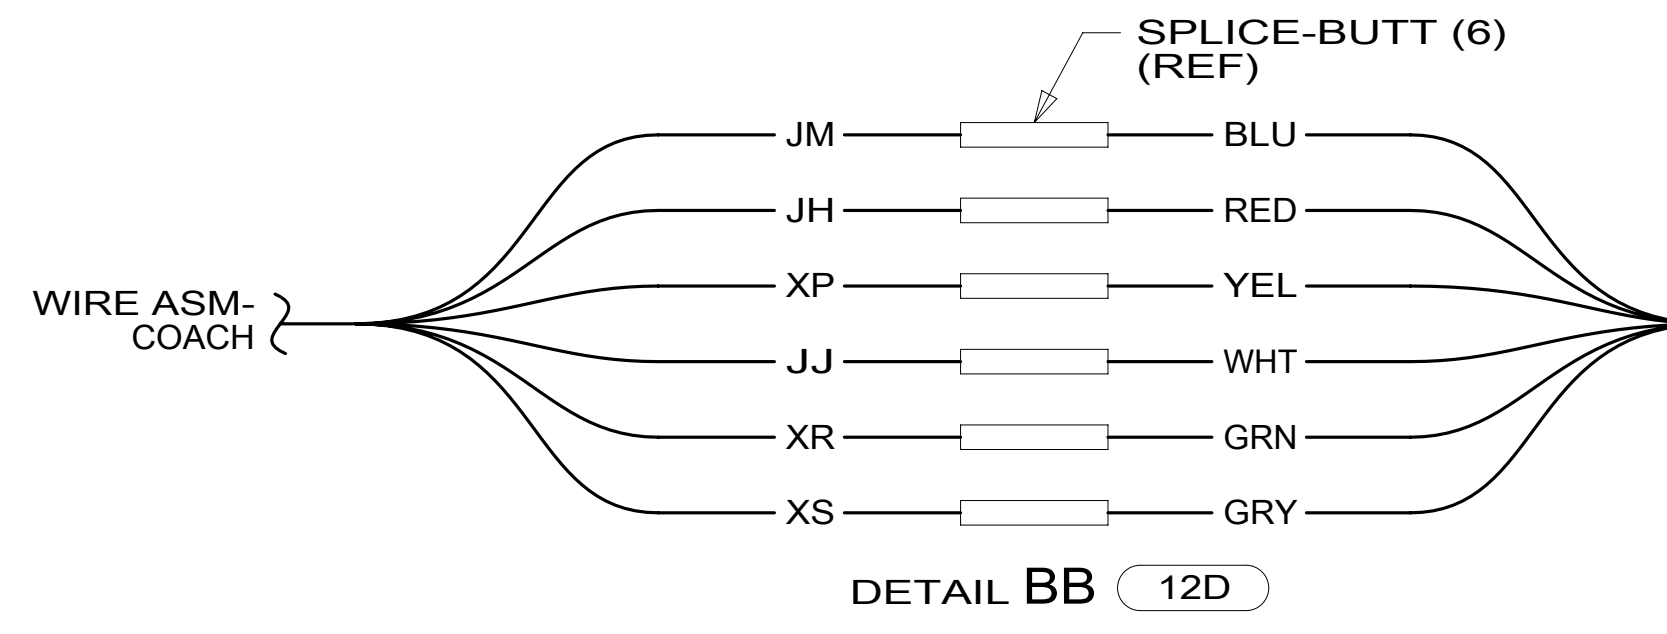 SPLICE-BUTT (6)
(REF)
JM BLU
JH RED
XP YEL
WIRE ASM-
COACH
JJ WHT
XR GRN
XS GRY
DETAIL BB 12D